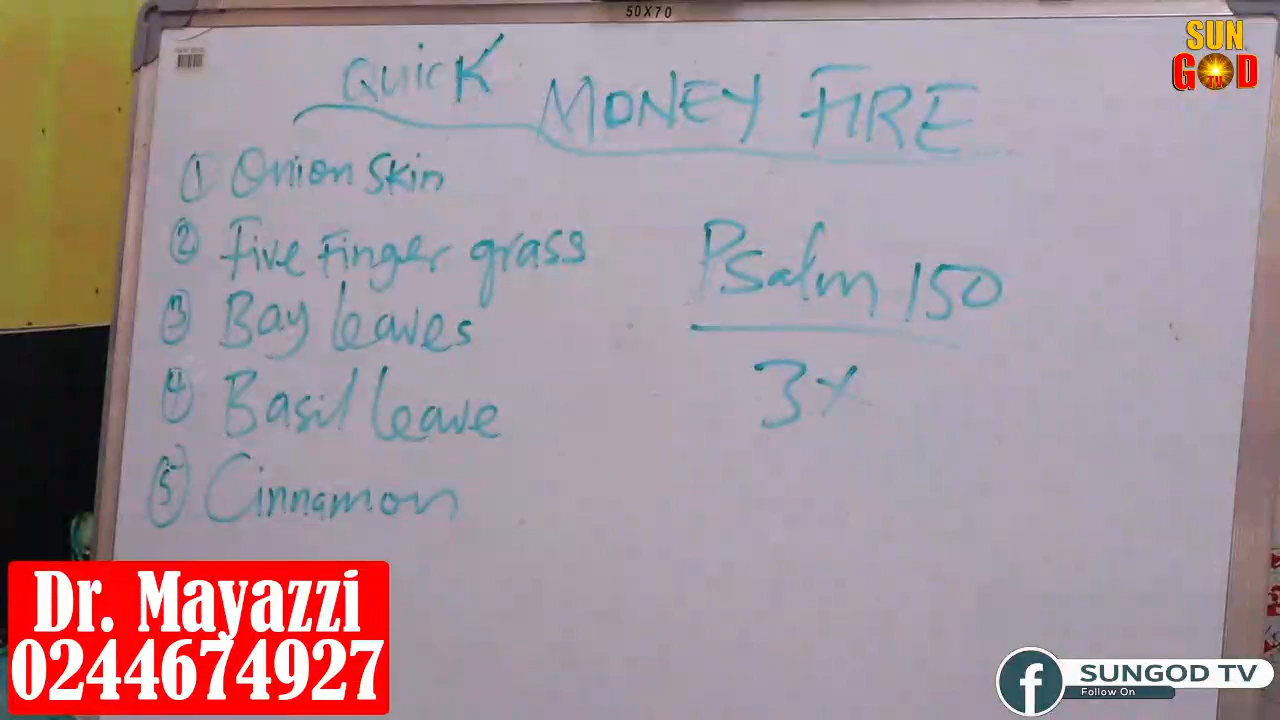 50X70
SUN
GOD
TV
QuicK MONEY FIRE
① Onion Skin
② Five Finger grass
③ Bay leaves
④ Basil leave
⑤ Cinnamon
Psalm 150
3x
Dr. Mayazzi
0244674927
f SUNGOD TV
Follow On